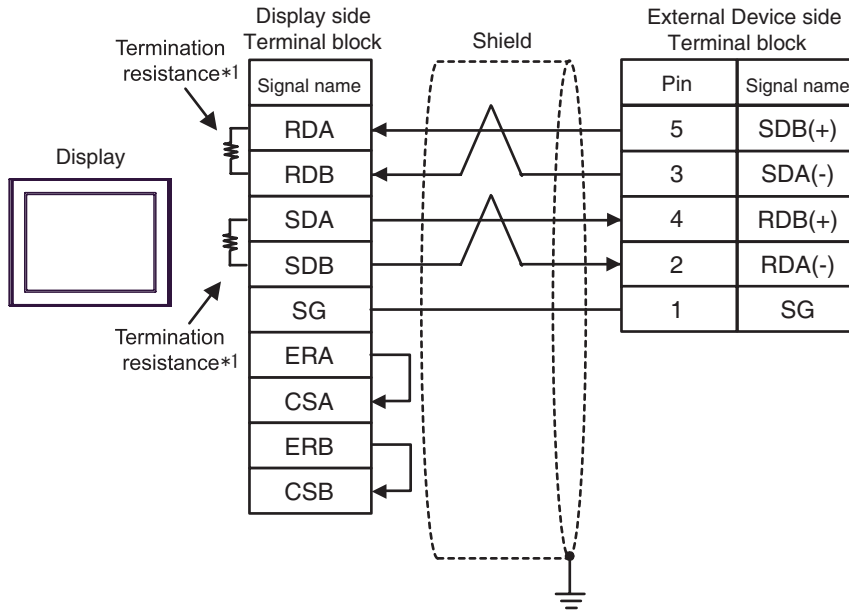 Display side
Terminal block
Shield
External Device side
Terminal block
Termination
resistance*1
Display
Signal name
Pin
Signal name
RDA
5
SDB(+)
RDB
3
SDA(-)
SDA
4
RDB(+)
SDB
2
RDA(-)
SG
1
SG
Termination
resistance*1
ERA
CSA
ERB
CSB